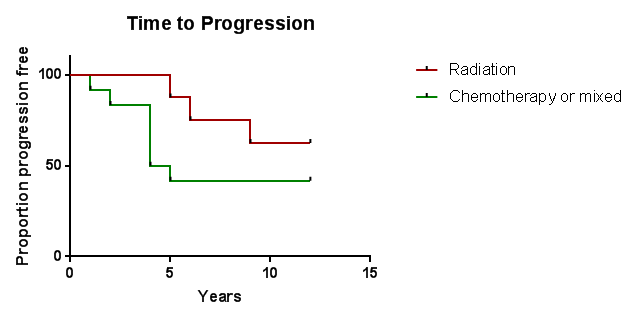 Time to Progression
Proportion progression free
100
50
0
0 5 10 15
Years
Radiation
Chemotherapy or mixed